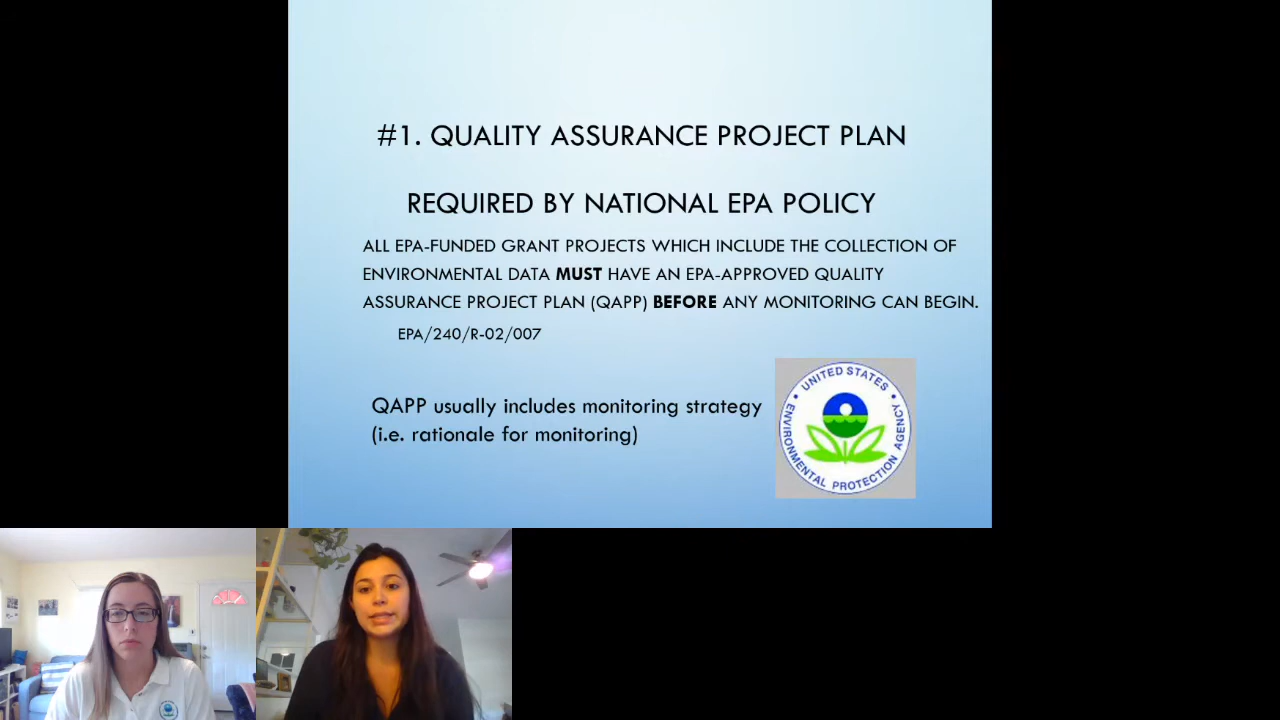 #1. QUALITY ASSURANCE PROJECT PLAN
REQUIRED BY NATIONAL EPA POLICY
ALL EPA-FUNDED GRANT PROJECTS WHICH INCLUDE THE COLLECTION OF
ENVIRONMENTAL DATA MUST HAVE AN EPA-APPROVED QUALITY
ASSURANCE PROJECT PLAN (QAPP) BEFORE ANY MONITORING CAN BEGIN.
EPA/240/R-02/007
QAPP usually includes monitoring strategy
(i.e. rationale for monitoring)
UNITED STATES
ENVIRONMENTAL PROTECTION AGENCY